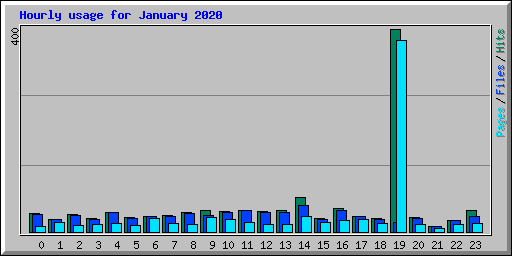 Hourly usage for January 2020
400
Pages/Files/Hits
0 1 2 3 4 5 6 7 8 9 10 11 12 13 14 15 16 17 18 19 20 21 22 23